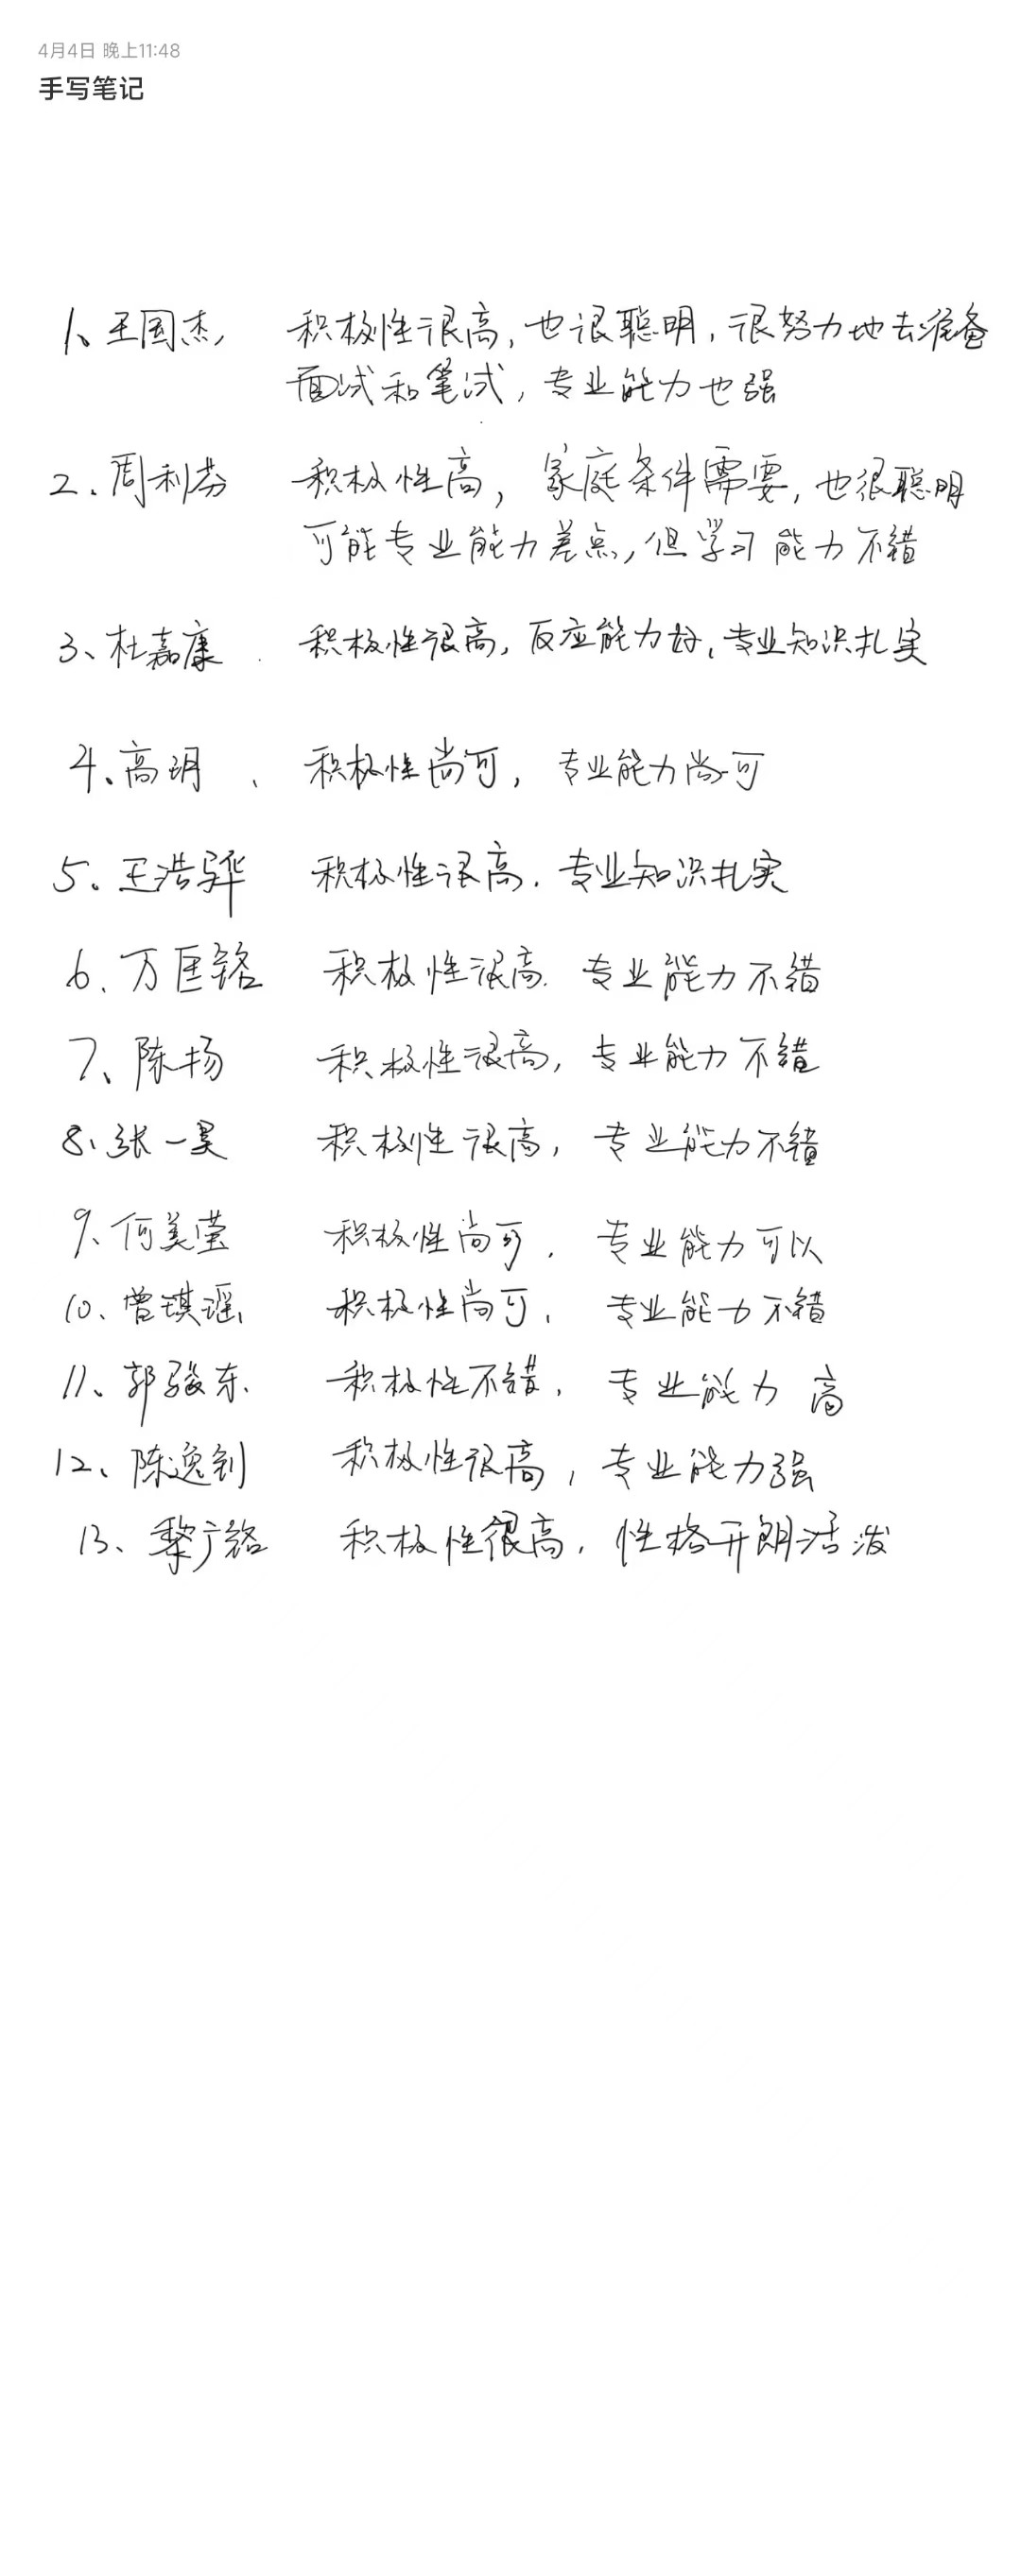 4月4日 晚上11:48
手写笔记
1、王国杰, 积极性很高, 也很聪明, 很努力地去准备
面试和笔试, 专业能力也强
2、周利芬 积极性高, 家庭条件需要, 也很聪明
可能专业能力差点, 但学习能力不错
3、杜嘉康 积极性很高, 反应能力好, 专业知识扎实
4、高玥、 积极性尚可, 专业能力尚可
5、王浩骅 积极性很高, 专业知识扎实
6、万匡铭 积极性很高. 专业能力不错
7、陈扬 积极性很高, 专业能力不错
8、张一昊 积极性很高, 专业能力不错
9、何美莹 积极性尚可, 专业能力可以
10、曾琪瑶 积极性尚可, 专业能力不错
11、郭骏东. 积极性不错, 专业能力 高
12、陈逸钊 积极性很高, 专业能力强
13、黎广铭 积极性很高, 性格开朗活泼